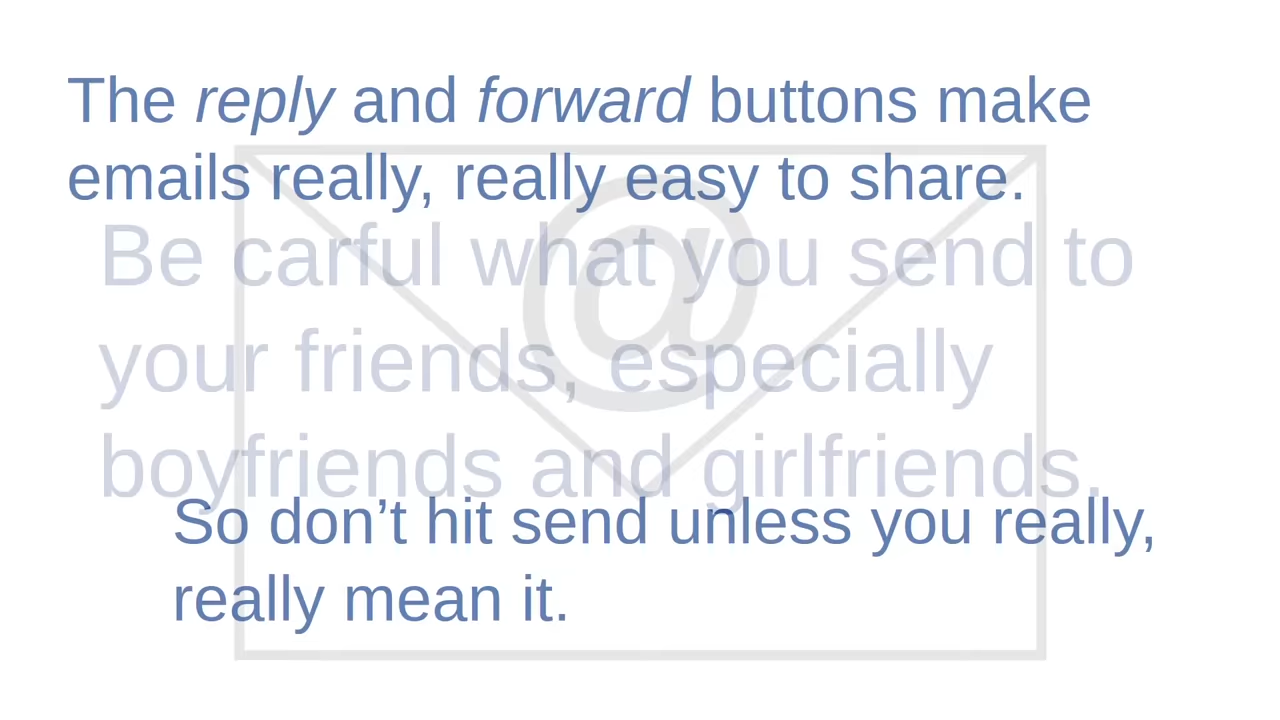 The reply and forward buttons make
emails really, really easy to share.
Be carful what you send to
your friends, especially
boyfriends and girlfriends.
So don’t hit send unless you really,
really mean it.
@